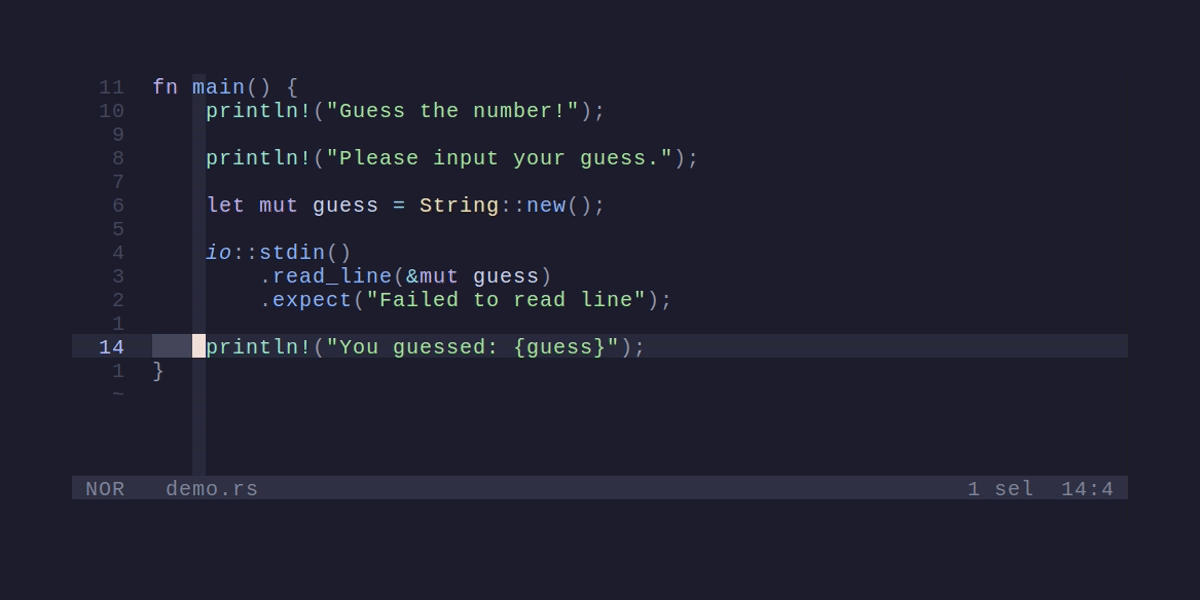 11  fn main() {
10      println!("Guess the number!");
9
8      println!("Please input your guess.");
7
6      let mut guess = String::new();
5
4      io::stdin()
3          .read_line(&mut guess)
2          .expect("Failed to read line");
1
14      println!("You guessed: {guess}");
1  }
~
NOR   demo.rs   1 sel  14:4